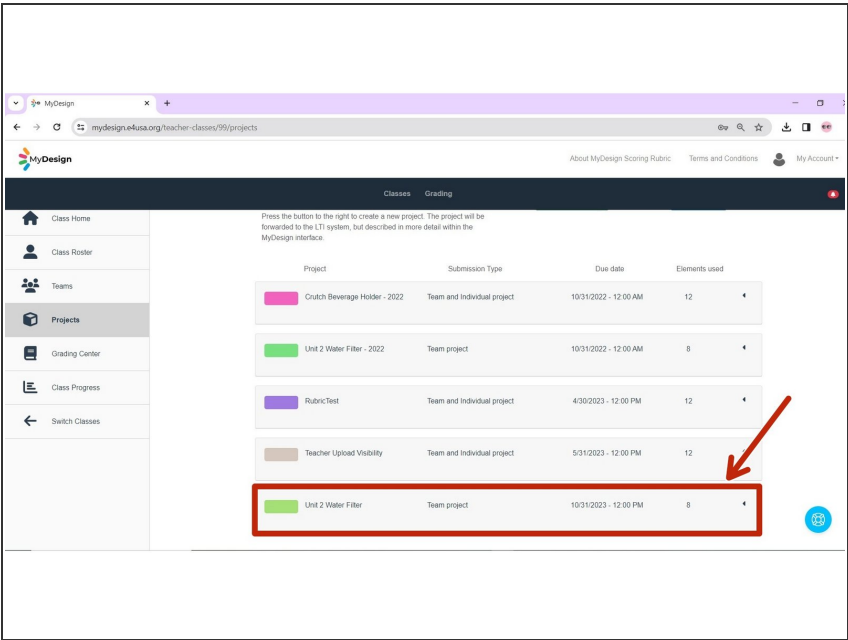 MyDesign
mydesign.e4usa.org/teacher-classes/99/projects
MyDesign
About MyDesign Scoring Rubric
Terms and Conditions
My Account
Classes
Grading
Class Home
Class Roster
Teams
Projects
Grading Center
Class Progress
Switch Classes
Press the button to the right to create a new project. The project will be
forwarded to the LTI system, but described in more detail within the
MyDesign interface.
Project Submission Type Due date Elements used
Crutch Beverage Holder - 2022 Team and Individual project 10/31/2022 - 12:00 AM 12
Unit 2 Water Filter - 2022 Team project 10/31/2022 - 12:00 AM 8
RubricTest Team and Individual project 4/30/2023 - 12:00 PM 12
Teacher Upload Visibility Team and Individual project 5/31/2023 - 12:00 PM 12
Unit 2 Water Filter Team project 10/31/2023 - 12:00 PM 8